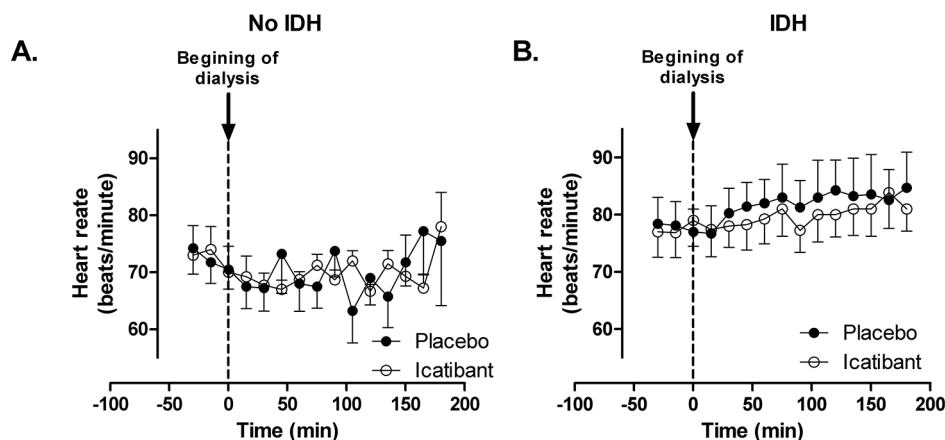 No IDH
A.
Begining of
dialysis
Heart reate
(beats/minute)
90
80
70
60
Placebo
Icatibant
-100 -50 0 50 100 150 200
Time (min)
IDH
B.
Begining of
dialysis
Heart reate
(beats/minute)
90
80
70
60
Placebo
Icatibant
-100 -50 0 50 100 150 200
Time (min)